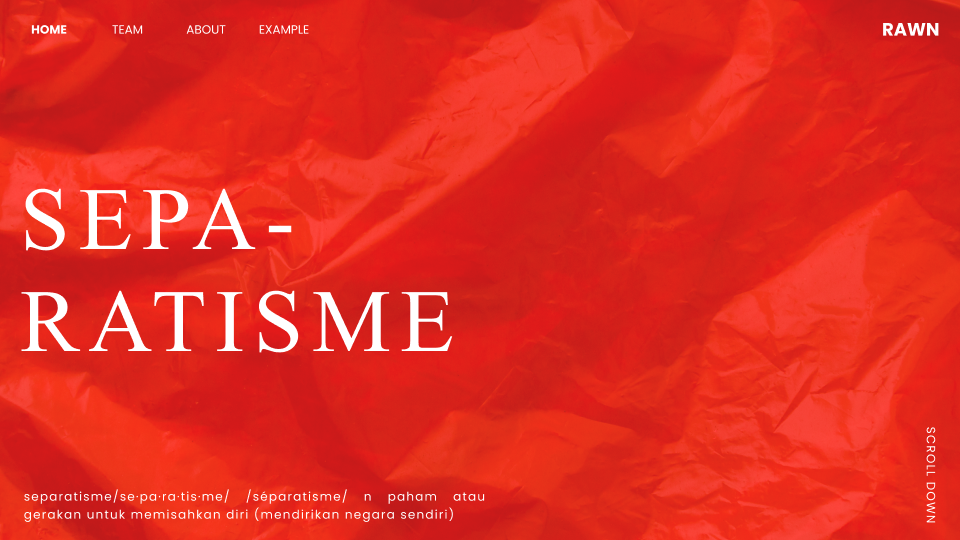 HOME TEAM ABOUT EXAMPLE RAWN
SEPA-
RATISME
separatisme/se·pa·ra·tis·me/ /séparatisme/ n paham atau
gerakan untuk memisahkan diri (mendirikan negara sendiri)
SCROLL DOWN